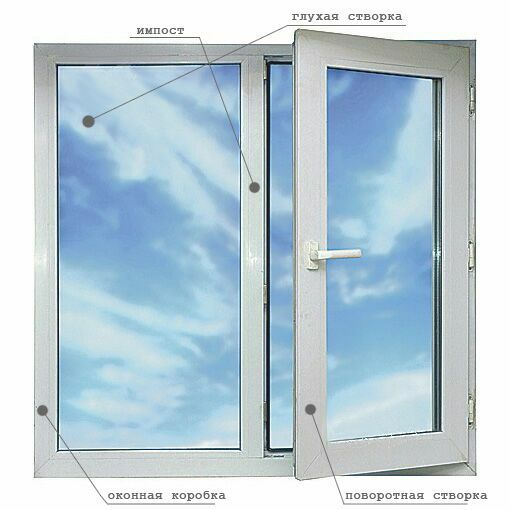 глухая створка
импост
оконная коробка
поворотная створка